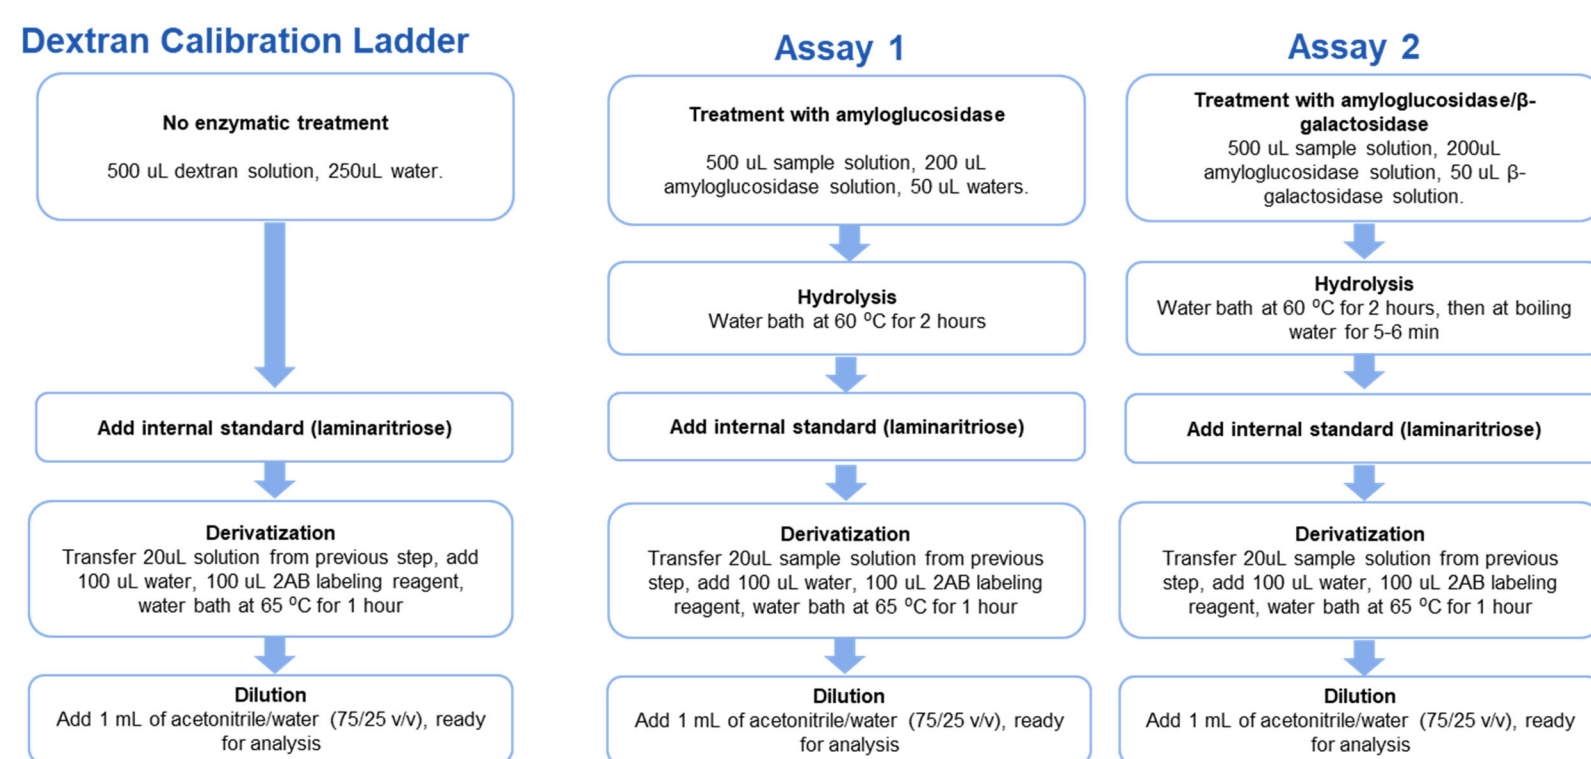 Dextran Calibration Ladder
No enzymatic treatment
500 uL dextran solution, 250uL water.
Add internal standard (laminaritriose)
Derivatization
Transfer 20uL solution from previous step, add
100 uL water, 100 uL 2AB labeling reagent,
water bath at 65 ⁰C for 1 hour
Dilution
Add 1 mL of acetonitrile/water (75/25 v/v), ready
for analysis
Assay 1
Treatment with amyloglucosidase
500 uL sample solution, 200 uL
amyloglucosidase solution, 50 uL waters.
Hydrolysis
Water bath at 60 ⁰C for 2 hours
Add internal standard (laminaritriose)
Derivatization
Transfer 20uL sample solution from previous
step, add 100 uL water, 100 uL 2AB labeling
reagent, water bath at 65 ⁰C for 1 hour
Dilution
Add 1 mL of acetonitrile/water (75/25 v/v), ready
for analysis
Assay 2
Treatment with amyloglucosidase/β-
galactosidase
500 uL sample solution, 200uL
amyloglucosidase solution, 50 uL β-
galactosidase solution.
Hydrolysis
Water bath at 60 ⁰C for 2 hours, then at boiling
water for 5-6 min
Add internal standard (laminaritriose)
Derivatization
Transfer 20uL sample solution from previous
step, add 100 uL water, 100 uL 2AB labeling
reagent, water bath at 65 ⁰C for 1 hour
Dilution
Add 1 mL of acetonitrile/water (75/25 v/v), ready
for analysis